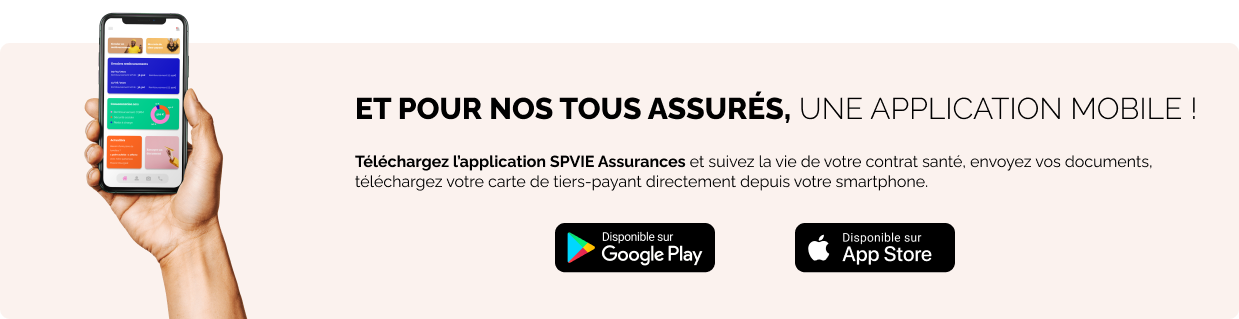 ET POUR NOS TOUS ASSURÉS, UNE APPLICATION MOBILE !
Téléchargez l'application SPVIE Assurances et suivez la vie de votre contrat santé, envoyez vos documents,
téléchargez votre carte de tiers-payant directement depuis votre smartphone.
Disponible sur
Google Play
Disponible sur
App Store